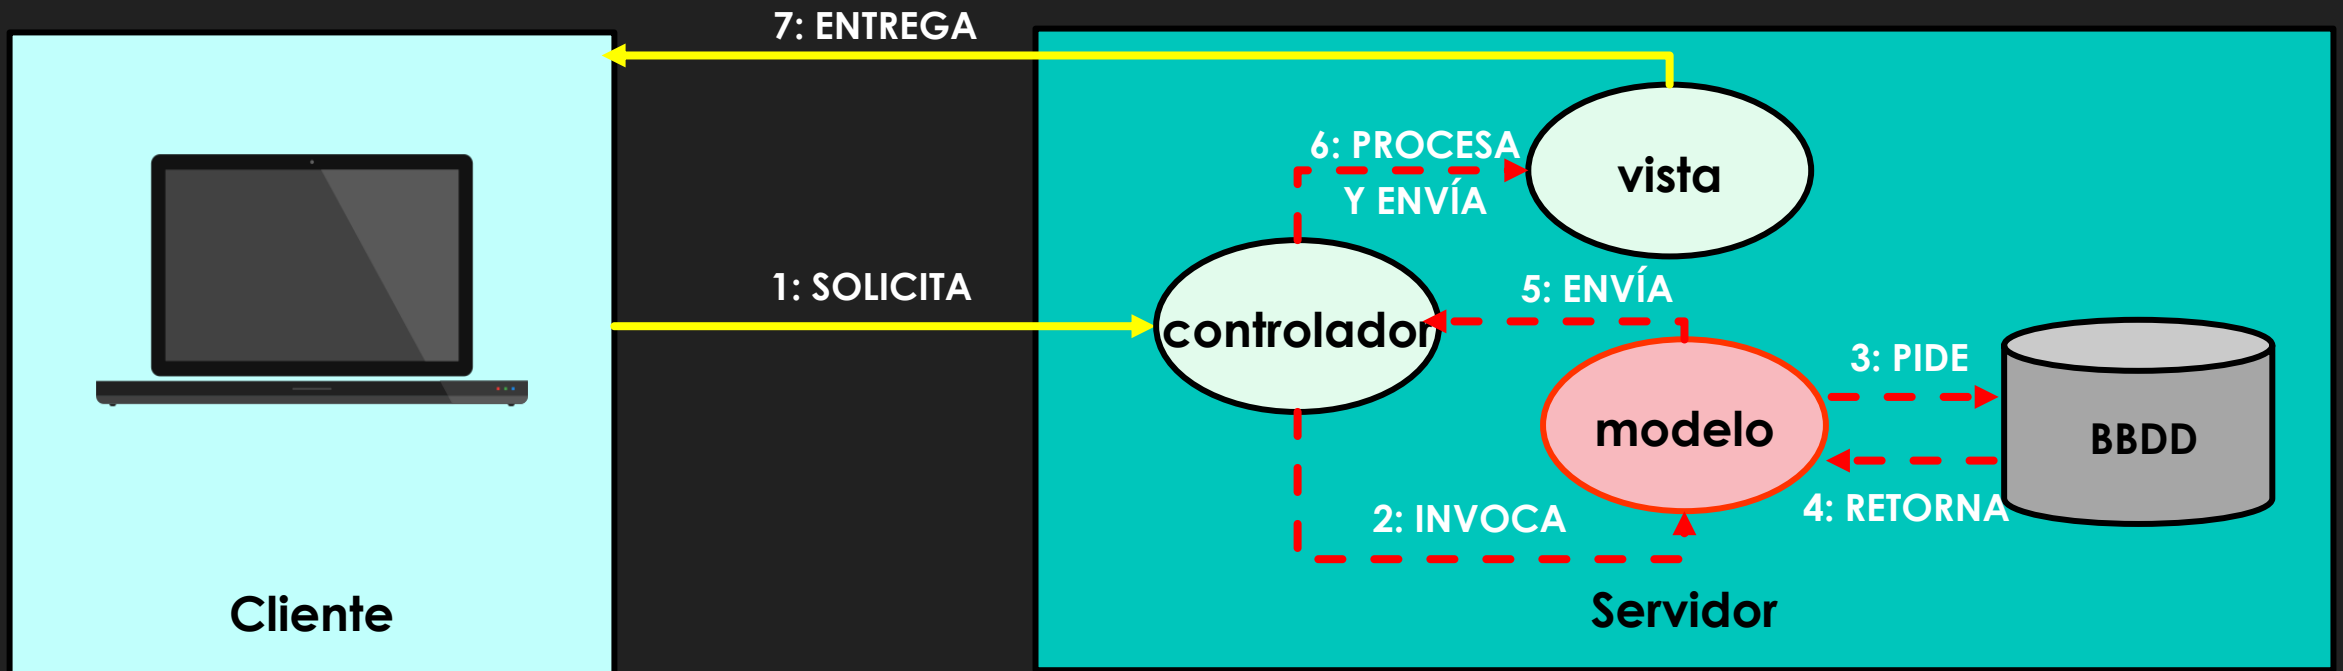 7: ENTREGA
6: PROCESA
Y ENVÍA
vista
1: SOLICITA
5: ENVÍA
controlador
3: PIDE
modelo
BBDD
4: RETORNA
2: INVOCA
Cliente
Servidor